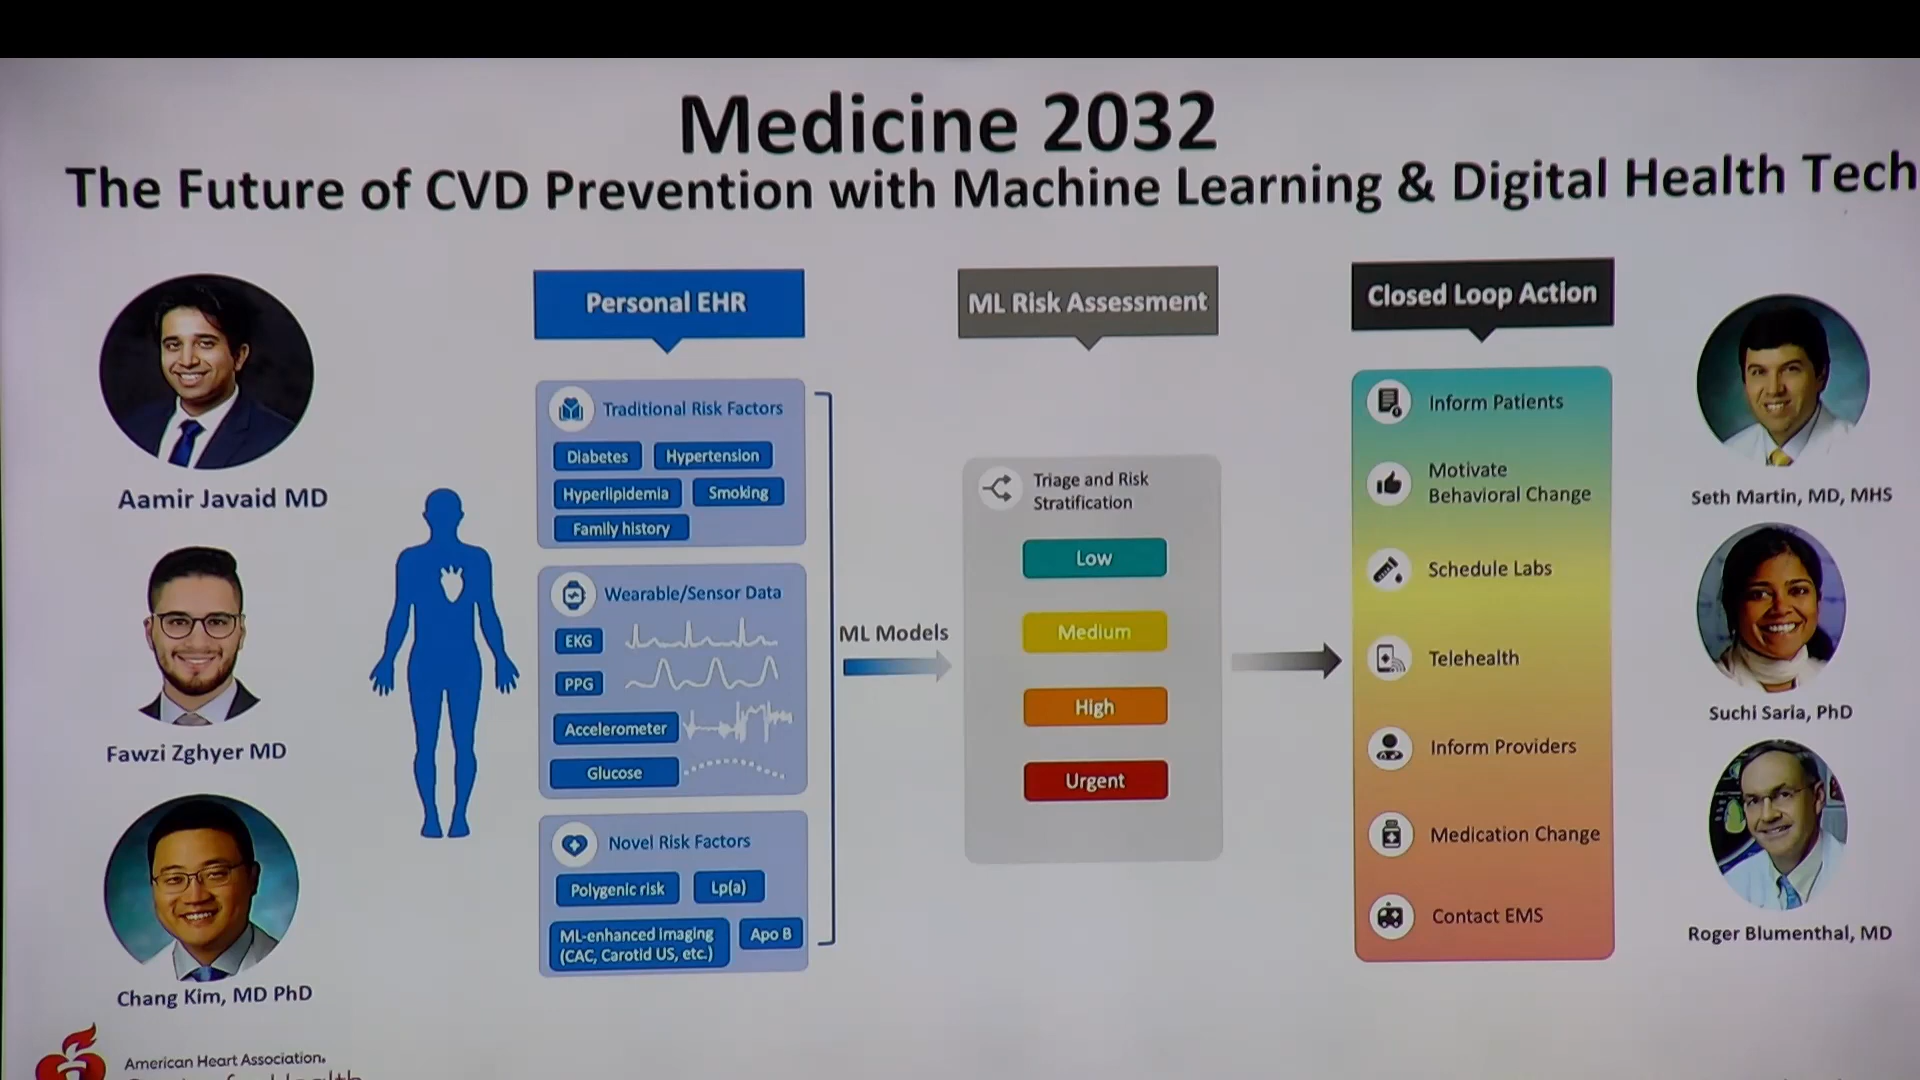 Medicine 2032
The Future of CVD Prevention with Machine Learning & Digital Health Tech
Aamir Javaid MD
Fawzi Zghyer MD
Chang Kim, MD PhD
Personal EHR
Traditional Risk Factors
Diabetes
Hypertension
Hyperlipidemia
Smoking
Family history
Wearable/Sensor Data
EKG
PPG
Accelerometer
Glucose
Novel Risk Factors
Polygenic risk
Lp(a)
ML-enhanced imaging
(CAC, Carotid US, etc.)
Apo B
ML Models
ML Risk Assessment
Triage and Risk
Stratification
Low
Medium
High
Urgent
Closed Loop Action
Inform Patients
Motivate
Behavioral Change
Schedule Labs
Telehealth
Inform Providers
Medication Change
Contact EMS
Seth Martin, MD, MHS
Suchi Saria, PhD
Roger Blumenthal, MD
American Heart Association.